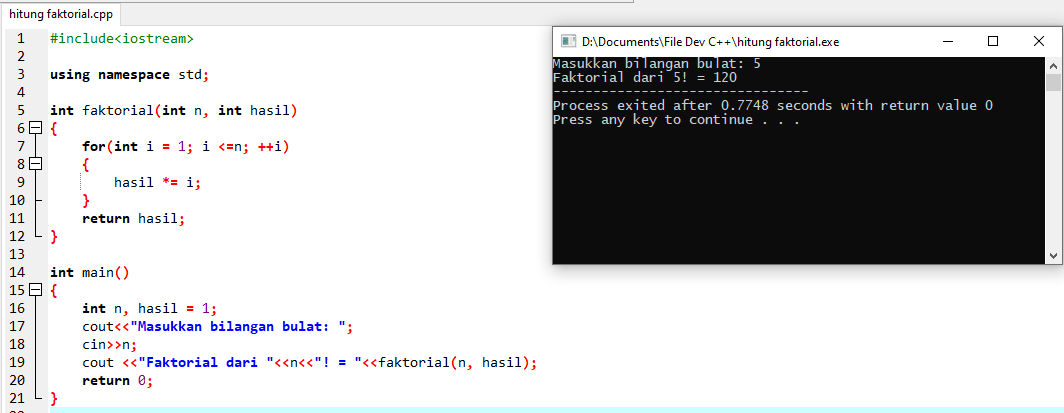 hitung faktorial.cpp
1 #include<iostream>
2
3 using namespace std;
4
5 int faktorial(int n, int hasil)
6 {
7 for(int i = 1; i <=n; ++i)
8 {
9 hasil *= i;
10 }
11 return hasil;
12 }
13
14 int main()
15 {
16 int n, hasil = 1;
17 cout<<"Masukkan bilangan bulat: ";
18 cin>>n;
19 cout <<"Faktorial dari "<<n<<"! = "<<faktorial(n, hasil);
20 return 0;
21 }
D:\Documents\File Dev C++\hitung faktorial.exe
Masukkan bilangan bulat: 5
Faktorial dari 5! = 120
--------------------------------
Process exited after 0.7748 seconds with return value 0
Press any key to continue . . .